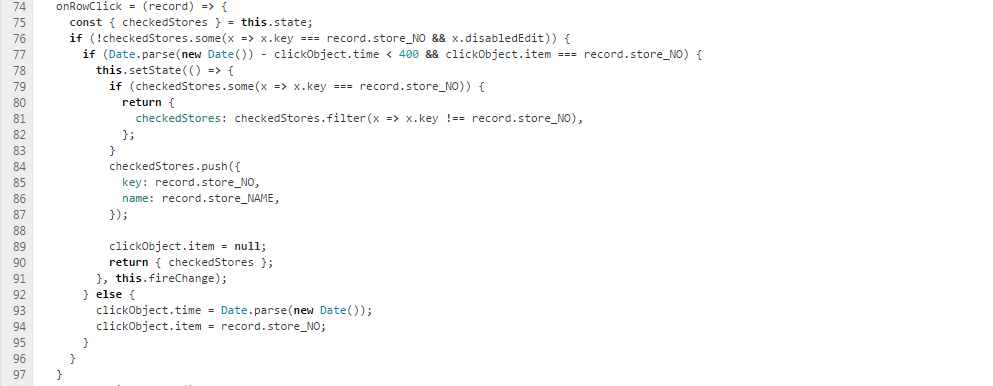 74 onRowClick = (record) => {
75 const { checkedStores } = this.state;
76 if (!checkedStores.some(x => x.key === record.store_NO && x.disabledEdit)) {
77 if (Date.parse(new Date()) - clickObject.time < 400 && clickObject.item === record.store_NO) {
78 this.setState(() => {
79 if (checkedStores.some(x => x.key === record.store_NO)) {
80 return {
81 checkedStores: checkedStores.filter(x => x.key !== record.store_NO),
82 };
83 }
84 checkedStores.push({
85 key: record.store_NO,
86 name: record.store_NAME,
87 });
88
89 clickObject.item = null;
90 return { checkedStores };
91 }, this.fireChange);
92 } else {
93 clickObject.time = Date.parse(new Date());
94 clickObject.item = record.store_NO;
95 }
96 }
97 }